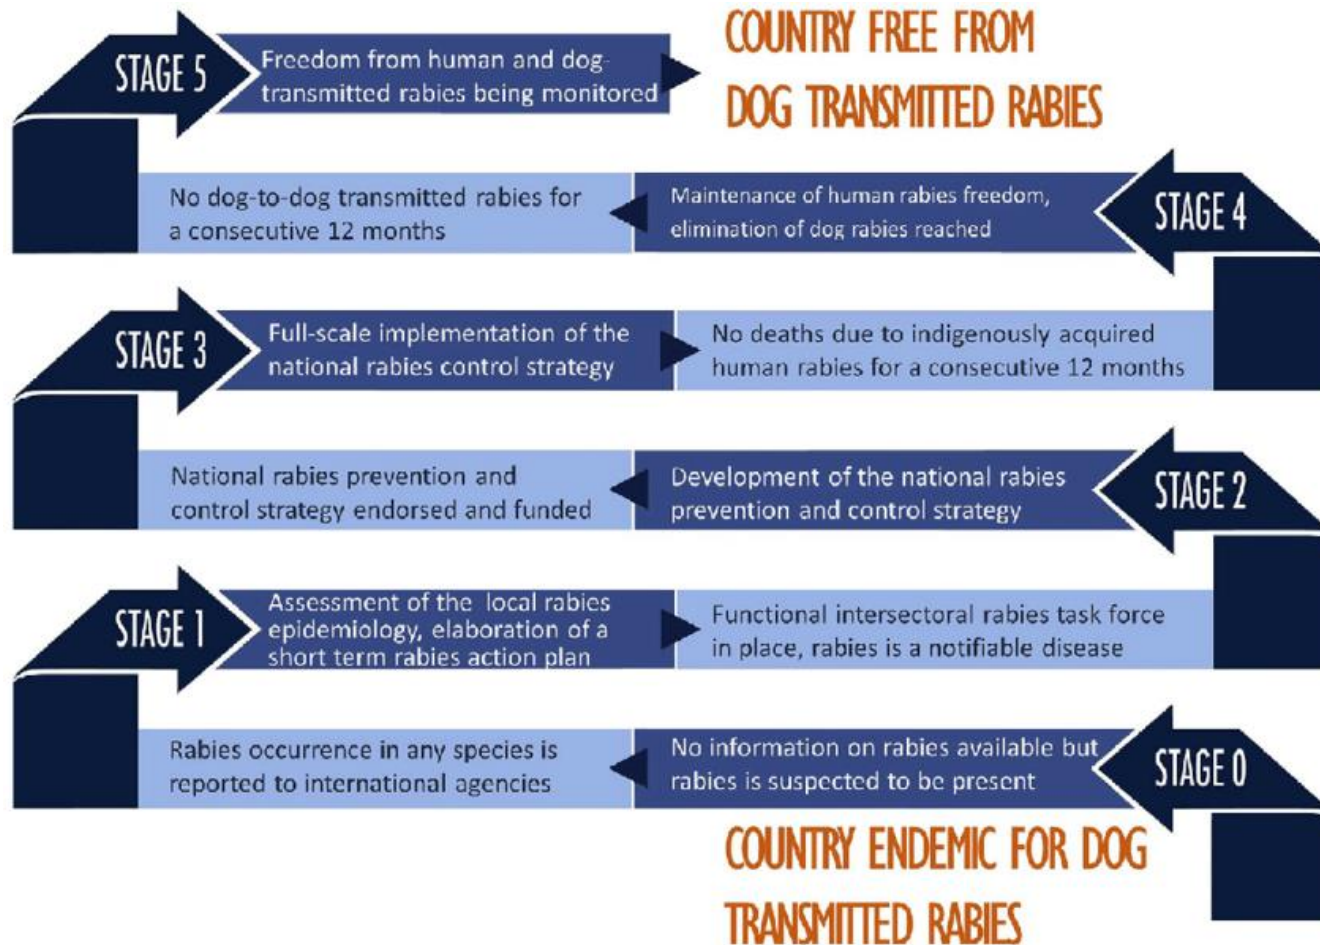 COUNTRY FREE FROM
DOG TRANSMITTED RABIES
STAGE 5
Freedom from human and dog-
transmitted rabies being monitored
No dog-to-dog transmitted rabies for
a consecutive 12 months
Maintenance of human rabies freedom,
elimination of dog rabies reached
STAGE 4
STAGE 3
Full-scale implementation of the
national rabies control strategy
No deaths due to indigenously acquired
human rabies for a consecutive 12 months
National rabies prevention and
control strategy endorsed and funded
Development of the national rabies
prevention and control strategy
STAGE 2
STAGE 1
Assessment of the local rabies
epidemiology, elaboration of a
short term rabies action plan
Functional intersectoral rabies task force
in place, rabies is a notifiable disease
Rabies occurrence in any species is
reported to international agencies
No information on rabies available but
rabies is suspected to be present
STAGE 0
COUNTRY ENDEMIC FOR DOG
TRANSMITTED RABIES